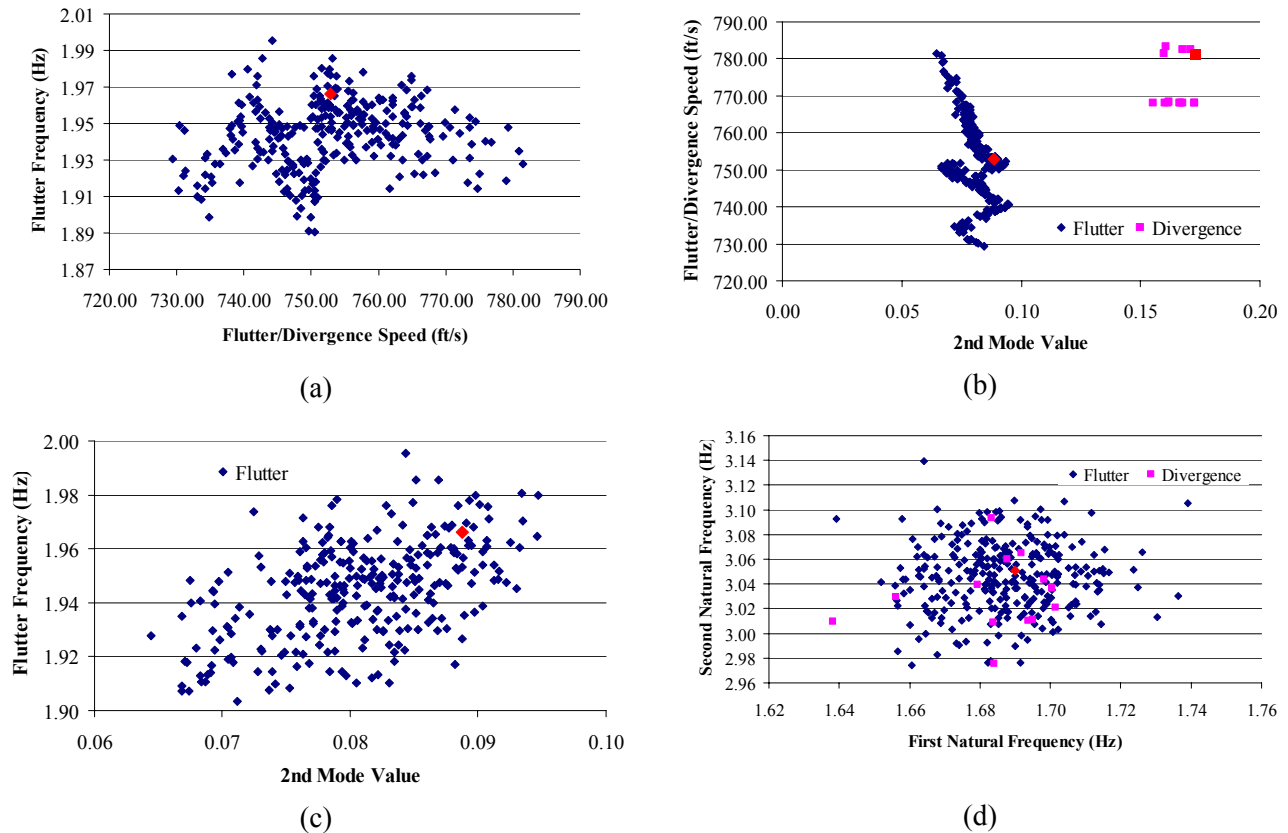 2.01
1.99
1.97
1.95
1.93
1.91
1.89
1.87
Flutter Frequency (Hz)
720.00 730.00 740.00 750.00 760.00 770.00 780.00 790.00
Flutter/Divergence Speed (ft/s)
(a)
790.00
780.00
770.00
760.00
750.00
740.00
730.00
720.00
Flutter/Divergence Speed (ft/s)
Flutter Divergence
0.00 0.05 0.10 0.15 0.20
2nd Mode Value
(b)
2.00
1.98
1.96
1.94
1.92
1.90
Flutter Frequency (Hz)
Flutter
0.06 0.07 0.08 0.09 0.10
2nd Mode Value
(c)
3.16
3.14
3.12
3.10
3.08
3.06
3.04
3.02
3.00
2.98
2.96
Second Natural Frequency (Hz)
Flutter Divergence
1.62 1.64 1.66 1.68 1.70 1.72 1.74 1.76
First Natural Frequency (Hz)
(d)